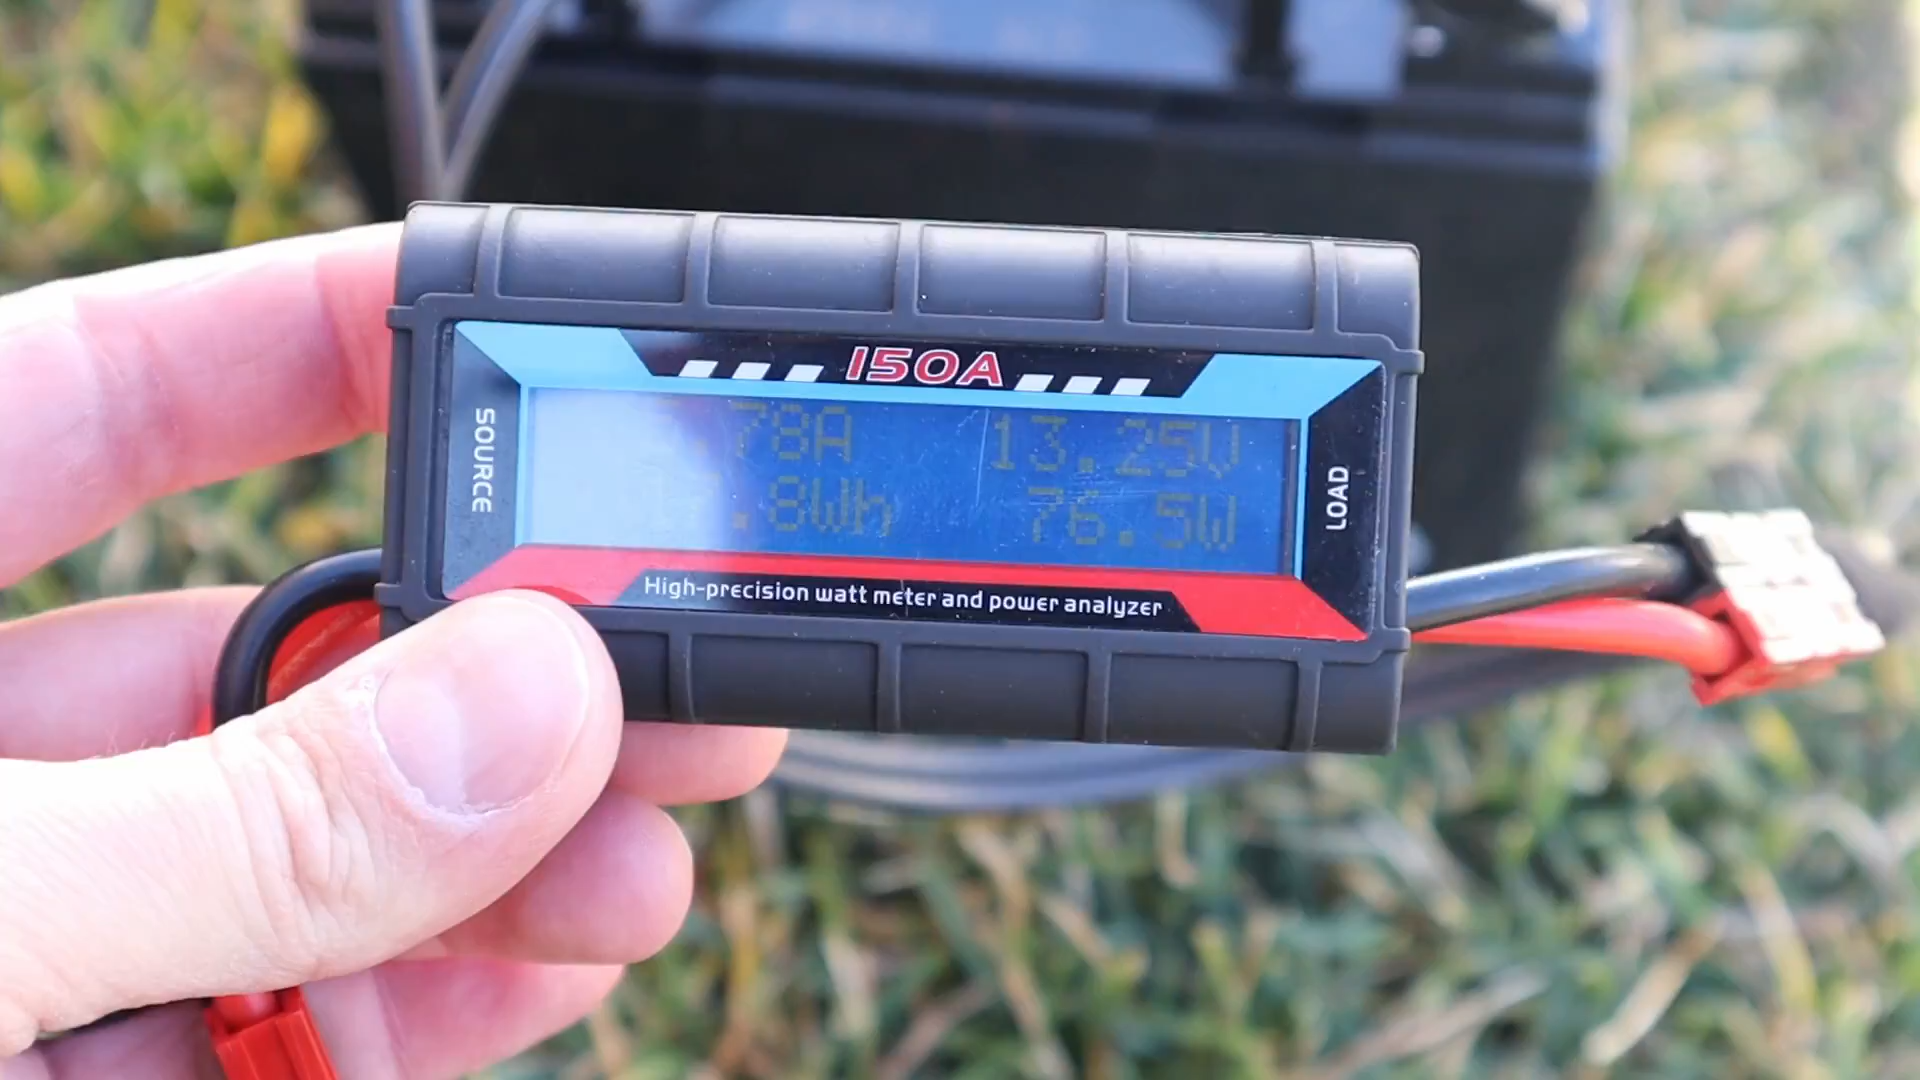 150A
SOURCE
.78A 13.25V
.8Wh 76.5W
LOAD
High-precision watt meter and power analyzer